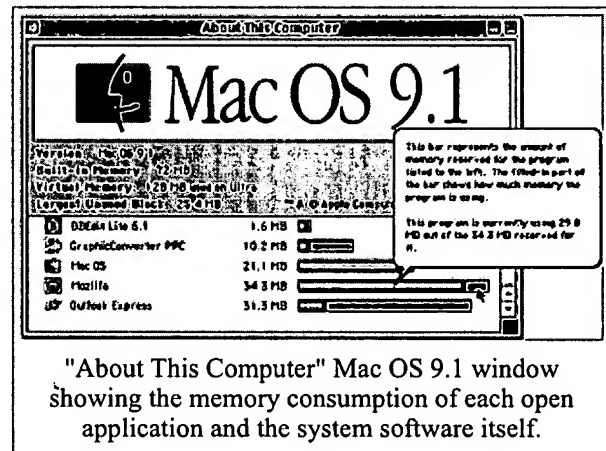 About This Computer
Mac OS 9.1
Version: Mac OS 9.1
Built-in Memory: 72 MB
Virtual Memory: 128 MB used on Ultra
Largest Unused Block: 29.4 MB
™ & © Apple Computer
This bar represents the amount of
memory reserved for the program
listed to the left. The filled-in part of
the bar shows how much memory the
program is using.
This program is currently using 29.8
MB out of the 34.3 MB reserved for
it.
Lite 6.1 1.6 MB
GraphicConverter PPC 10.2 MB
Mac OS 21.1 MB
Mozilla 34.3 MB
Outlook Express 31.3 MB
"About This Computer" Mac OS 9.1 window
showing the memory consumption of each open
application and the system software itself.